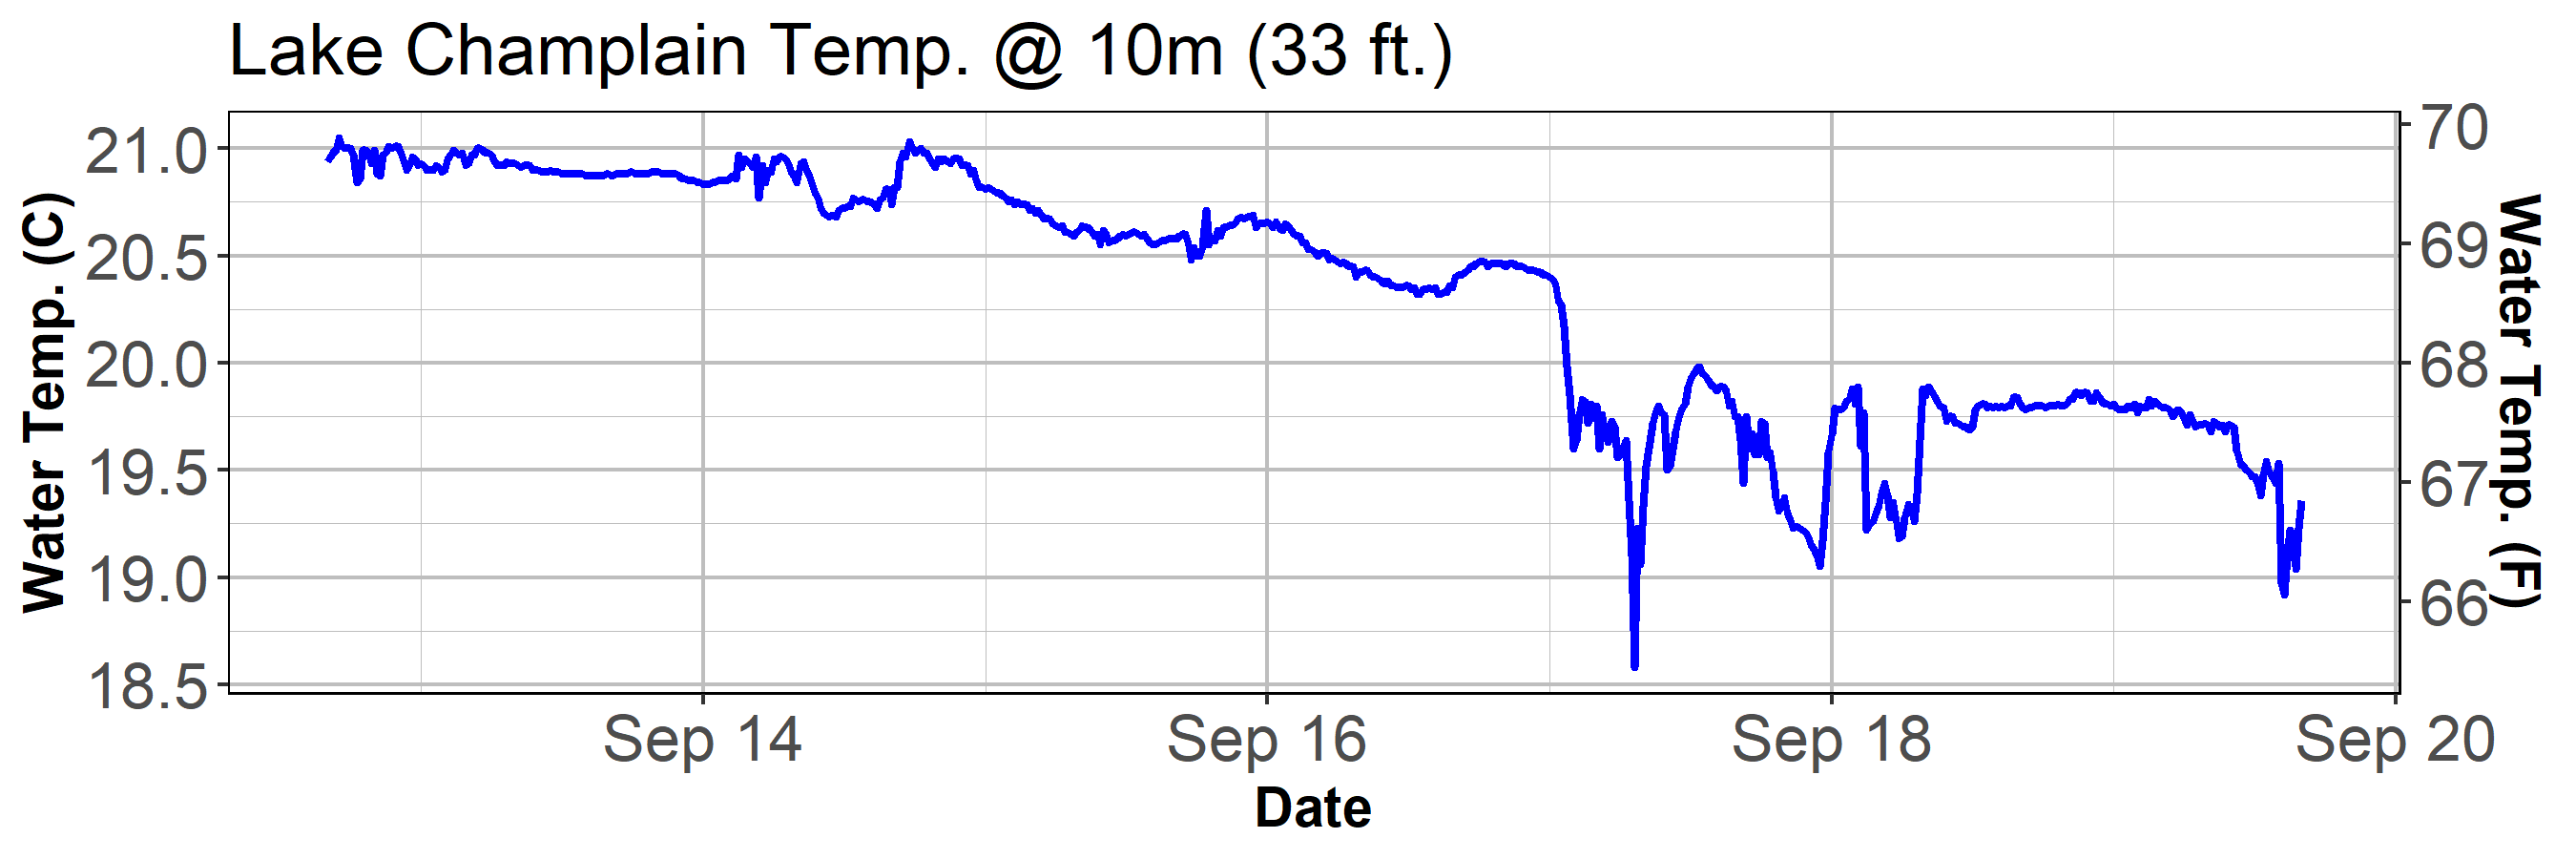 Lake Champlain Temp. @ 10m (33 ft.)
Water Temp. (C)
21.0
20.5
20.0
19.5
19.0
18.5
70
69
68
67
66
Water Temp. (F)
Sep 14 Sep 16 Sep 18 Sep 20
Date